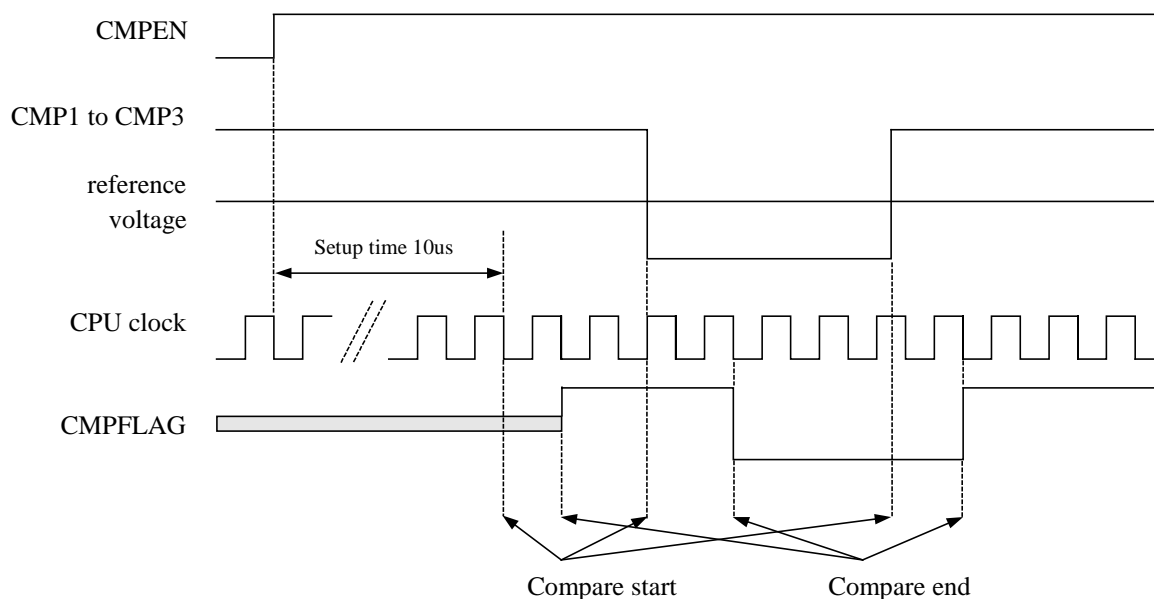 CMPEN
CMP1 to CMP3
reference
voltage
Setup time 10us
CPU clock
CMPFLAG
Compare start
Compare end